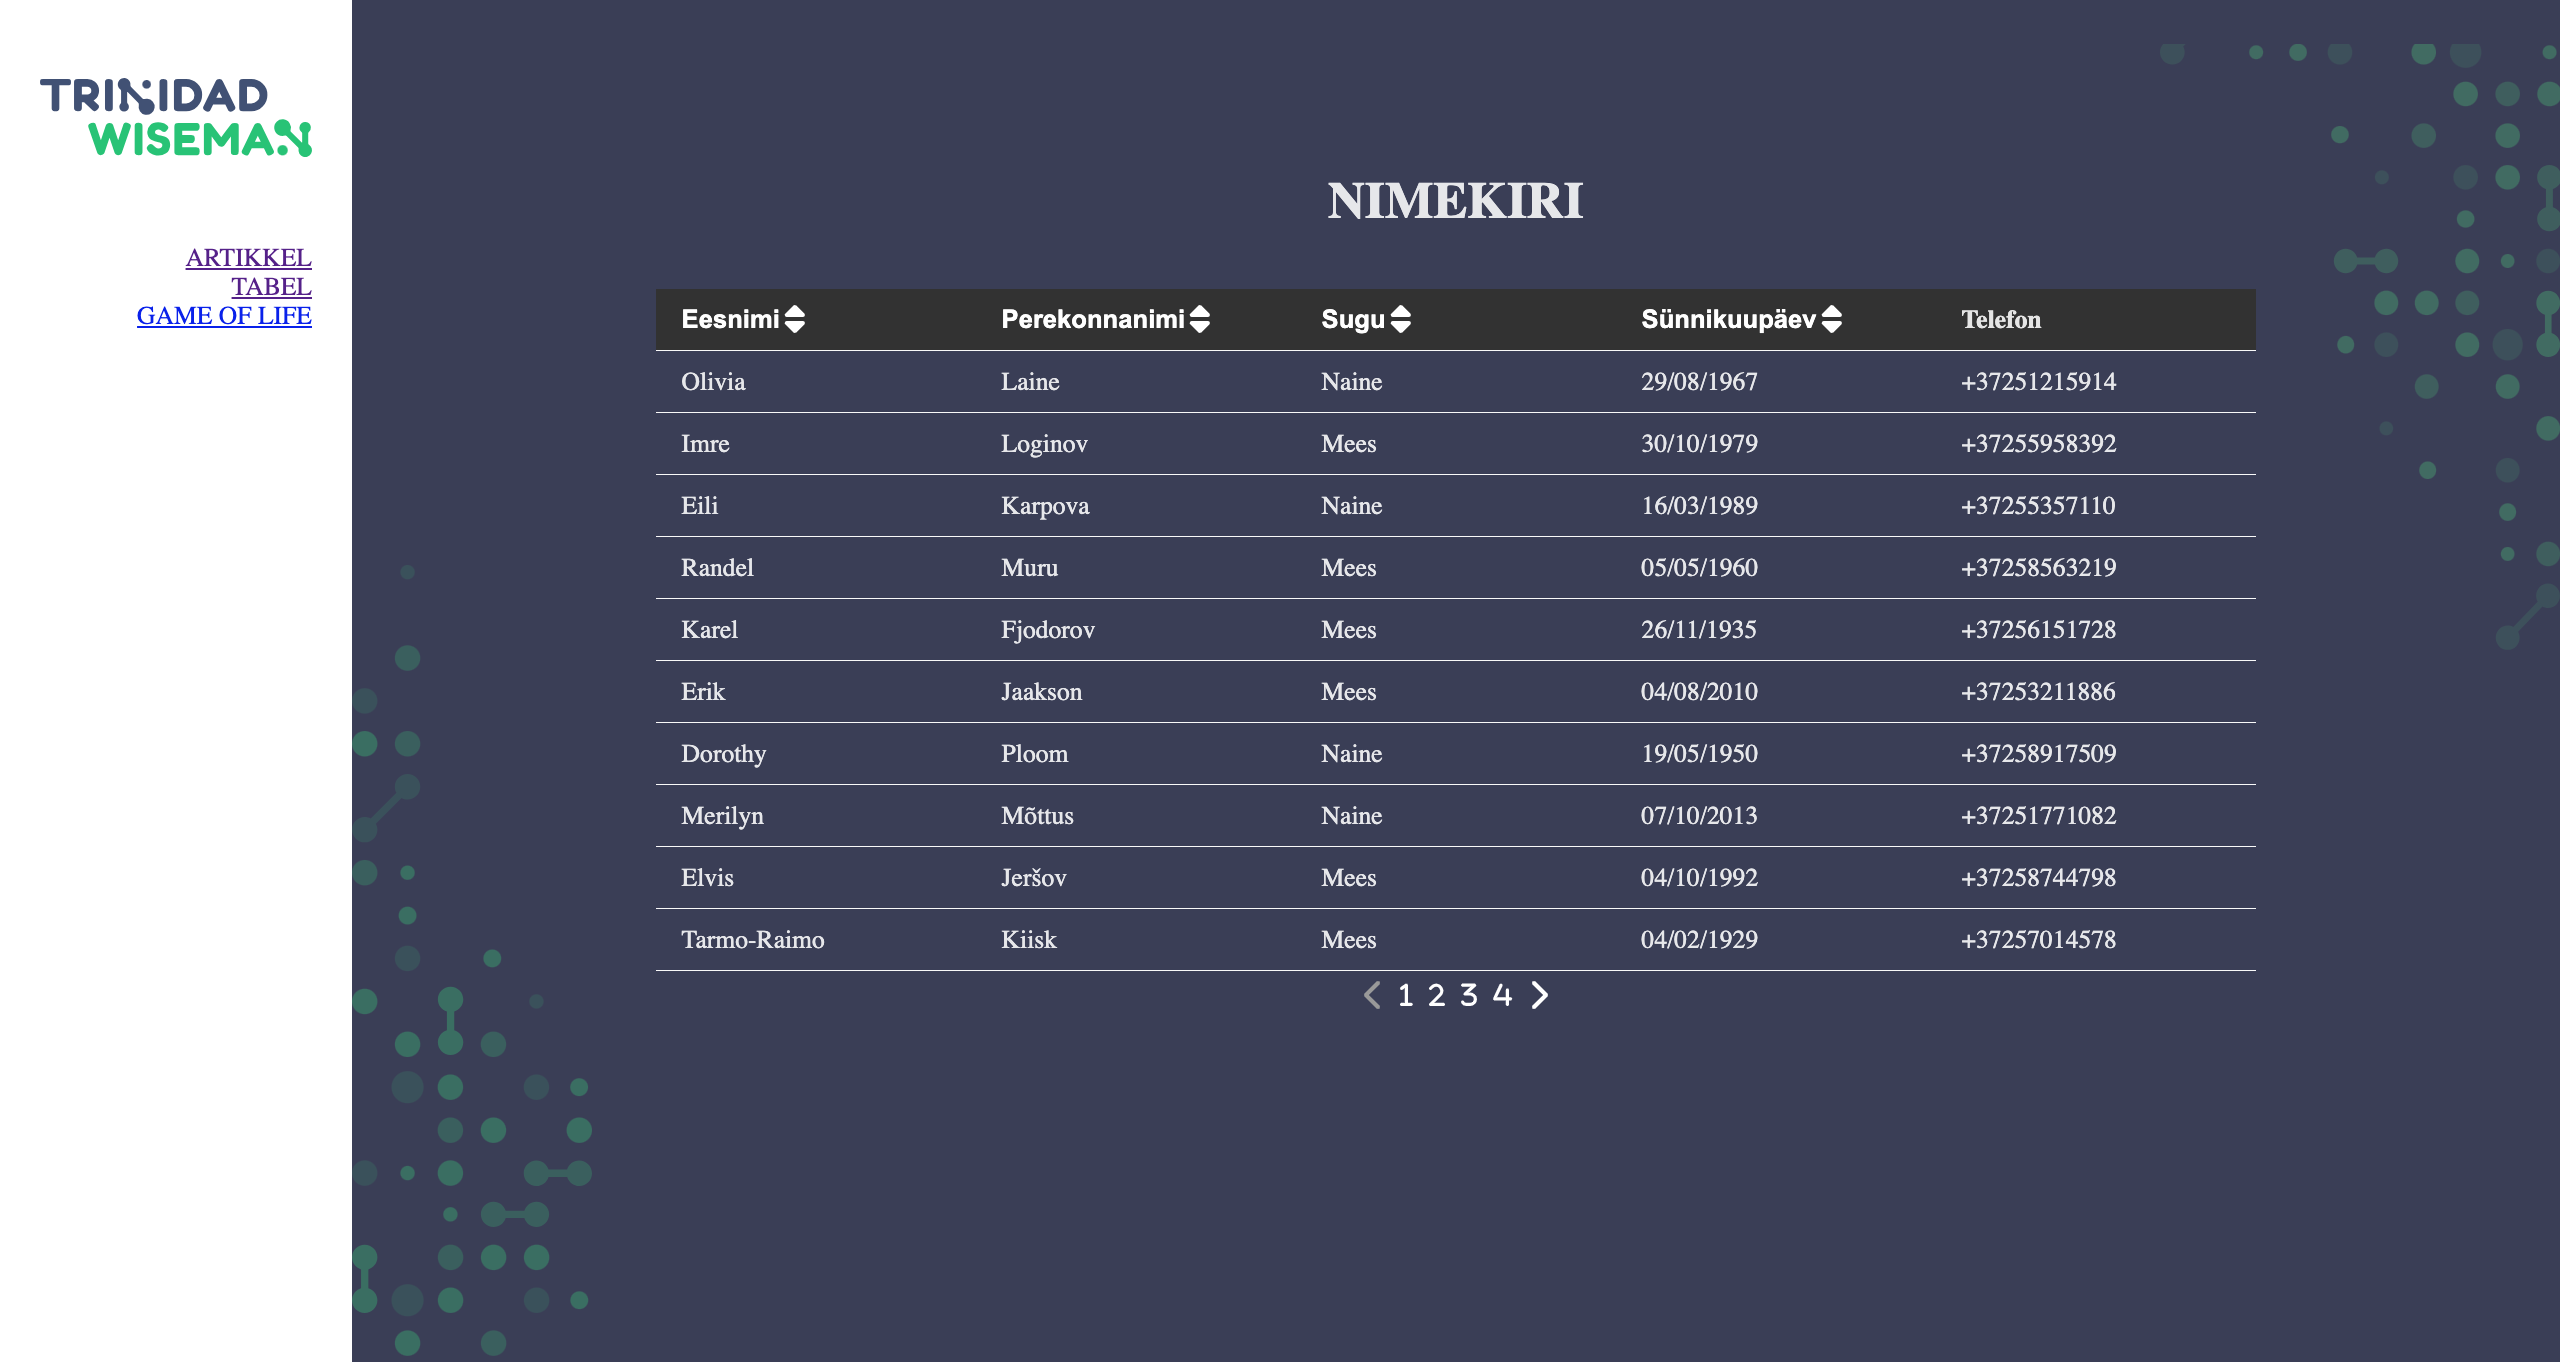 TRINIDAD
WISEMAN
ARTIKKEL
TABEL
GAME OF LIFE
NIMEKIRI
Eesnimi Perekonnanimi Sugu Sünnikuupäev Telefon
Olivia Laine Naine 29/08/1967 +37251215914
Imre Loginov Mees 30/10/1979 +37255958392
Eili Karpova Naine 16/03/1989 +37255357110
Randel Muru Mees 05/05/1960 +37258563219
Karel Fjodorov Mees 26/11/1935 +37256151728
Erik Jaakson Mees 04/08/2010 +37253211886
Dorothy Ploom Naine 19/05/1950 +37258917509
Merilyn Mõttus Naine 07/10/2013 +37251771082
Elvis Jeršov Mees 04/10/1992 +37258744798
Tarmo-Raimo Kiisk Mees 04/02/1929 +37257014578
1 2 3 4